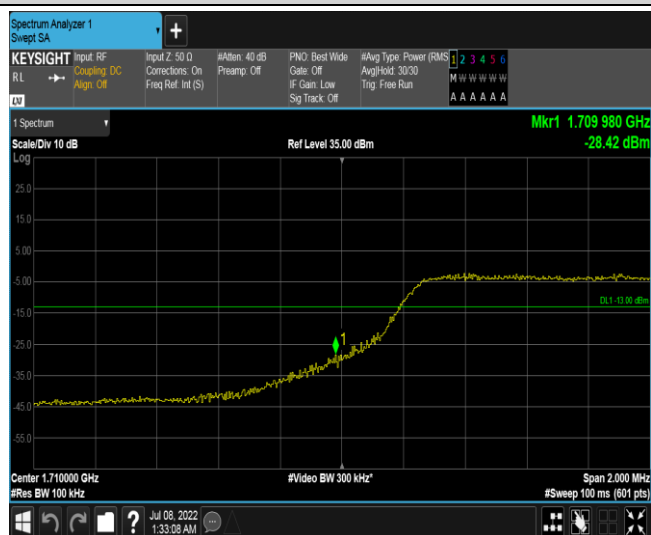 Spectrum Analyzer 1
Swept SA
+
KEYSIGHT
RL
LXI
Input: RF
Coupling: DC
Align: Off
Input Z: 50 Ω
Corrections: On
Freq Ref: Int (S)
#Atten: 40 dB
Preamp: Off
PNO: Best Wide
Gate: Off
IF Gain: Low
Sig Track: Off
#Avg Type: Power (RMS
Avg|Hold: 30/30
Trig: Free Run
1 2 3 4 5 6
M W W W W W
A A A A A A
1 Spectrum
Mkr1 1.709 980 GHz
Scale/Div 10 dB
Ref Level 35.00 dBm
-28.42 dBm
Log
25.0
15.0
5.00
-5.00
DL1 -13.00 dBm
-15.0
1
-25.0
-35.0
-45.0
-55.0
Center 1.710000 GHz
#Video BW 300 kHz*
Span 2.000 MHz
#Res BW 100 kHz
#Sweep 100 ms (601 pts)
?
Jul 08, 2022
1:33:08 AM